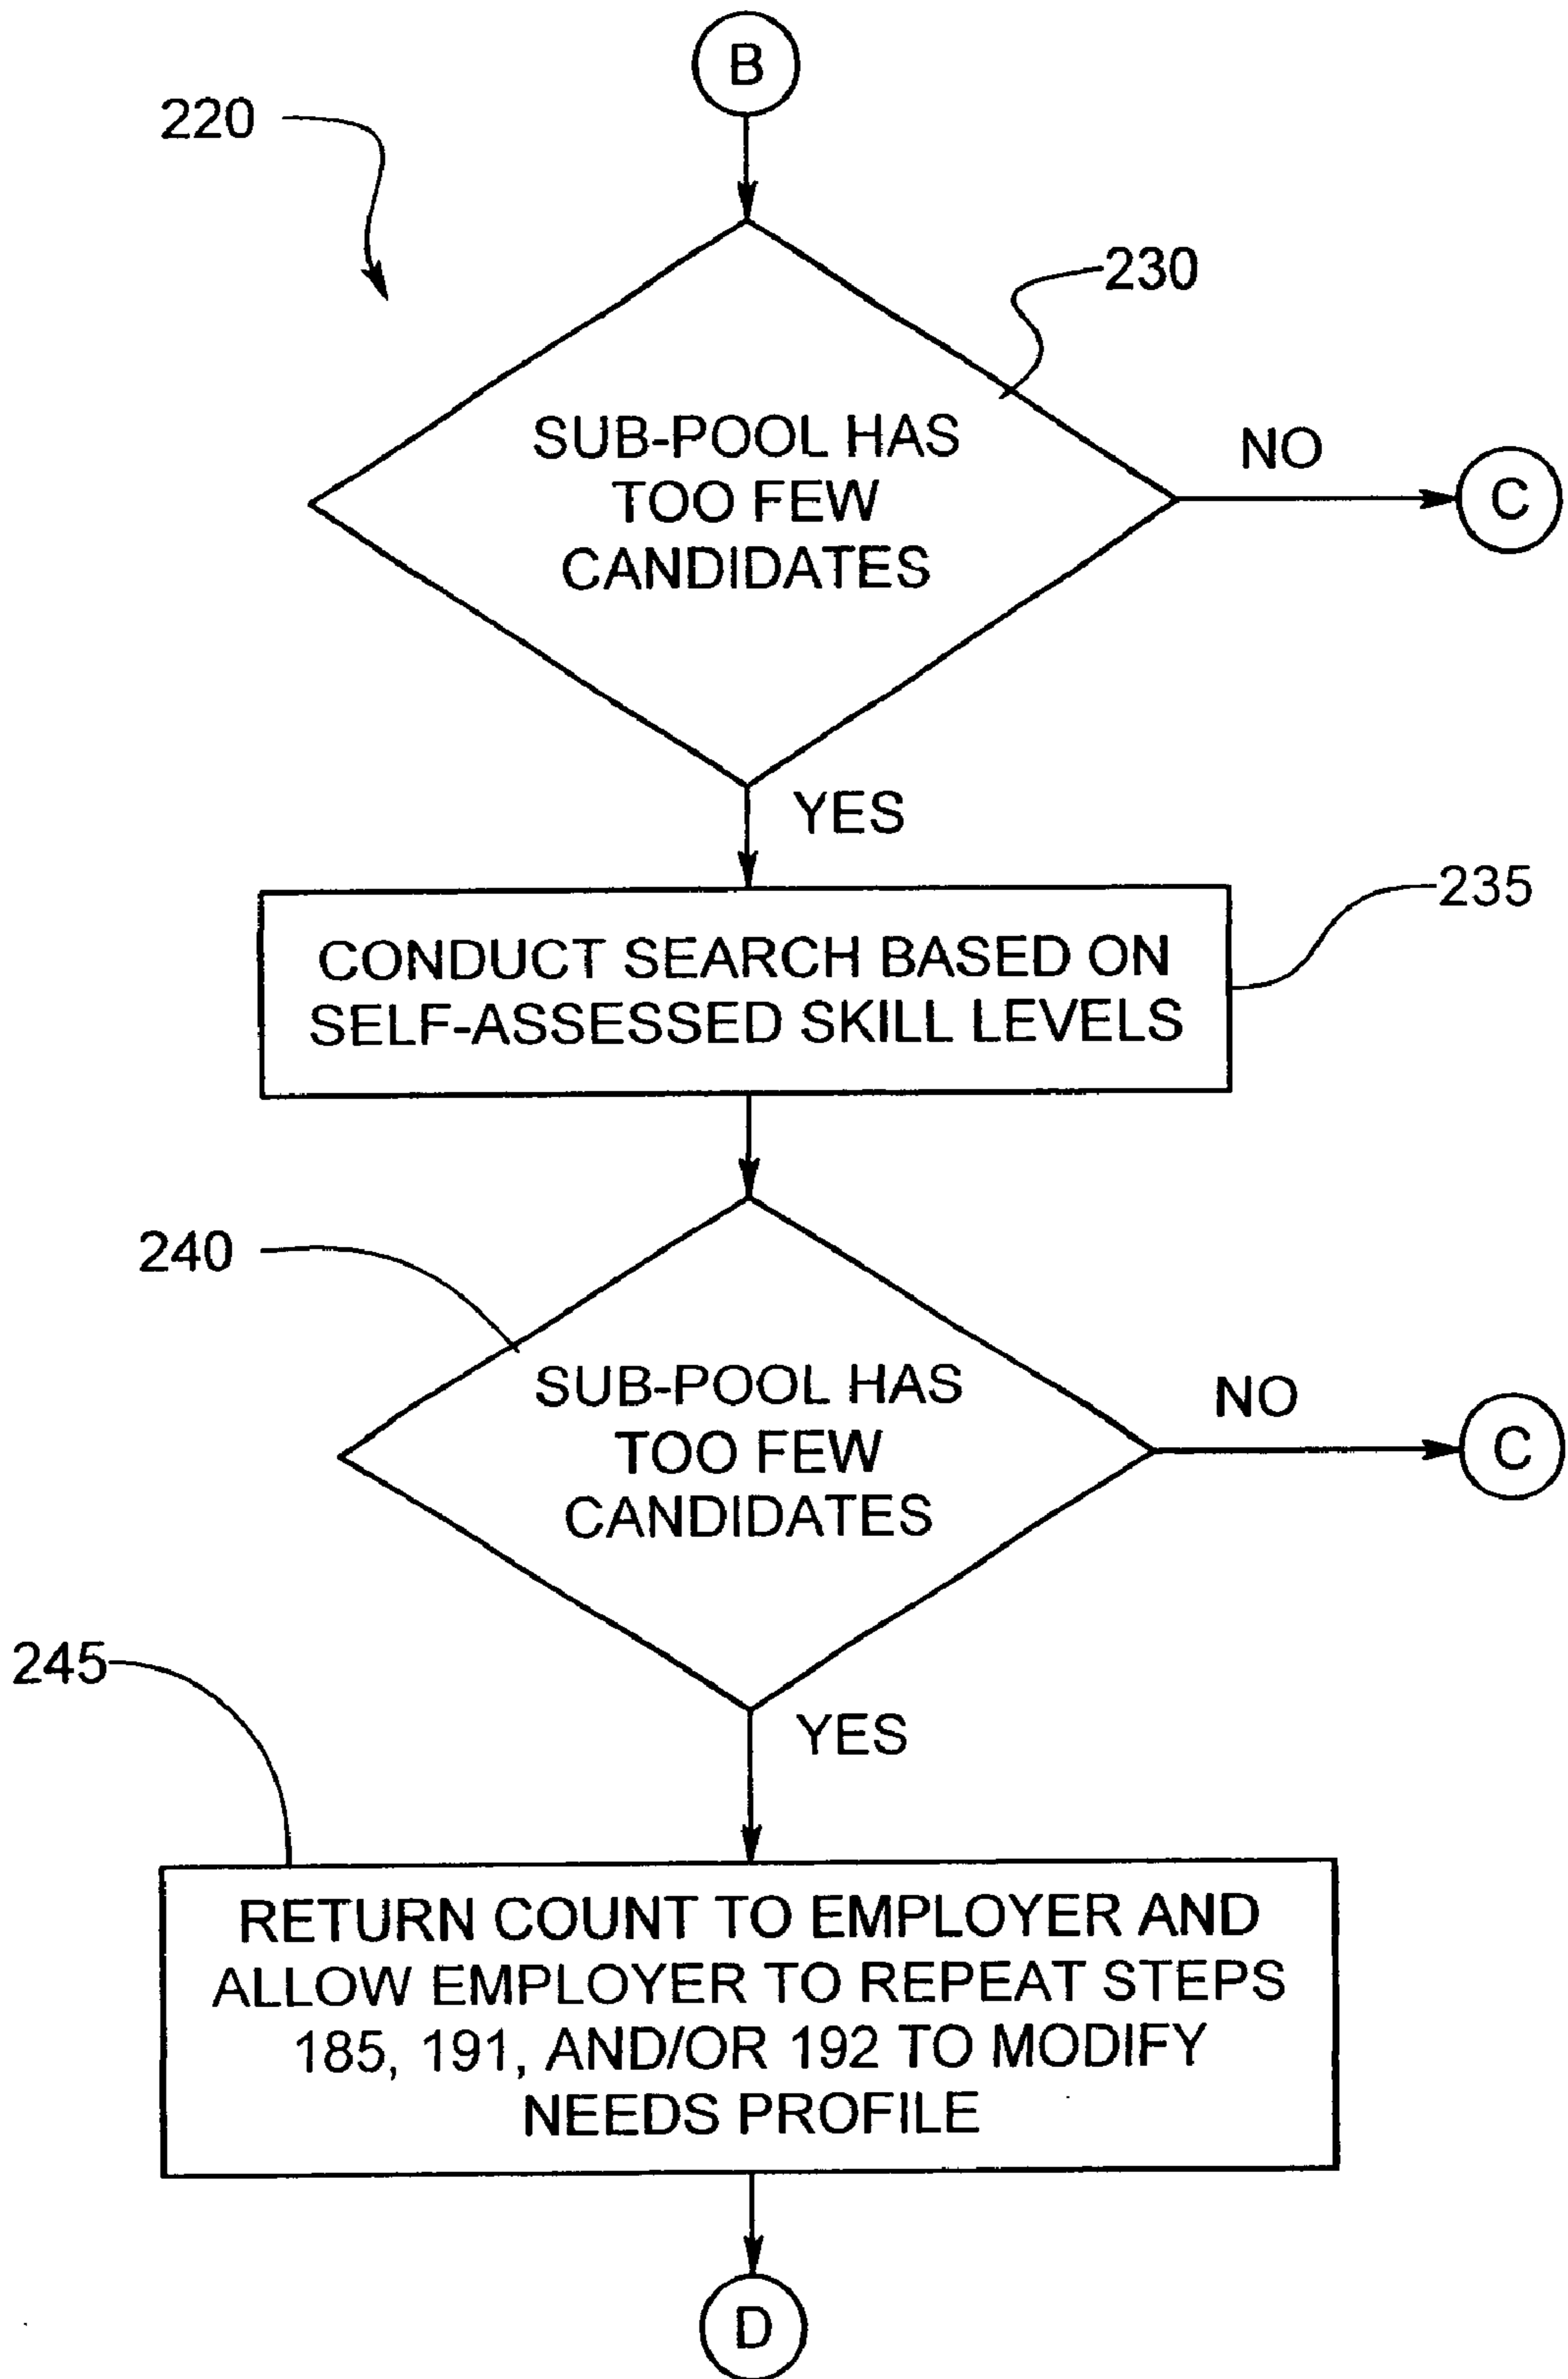 B
220
230
SUB-POOL HAS
TOO FEW
CANDIDATES
NO
C
YES
235
CONDUCT SEARCH BASED ON
SELF-ASSESSED SKILL LEVELS
240
SUB-POOL HAS
TOO FEW
CANDIDATES
NO
C
245
YES
RETURN COUNT TO EMPLOYER AND
ALLOW EMPLOYER TO REPEAT STEPS
185, 191, AND/OR 192 TO MODIFY
NEEDS PROFILE
D